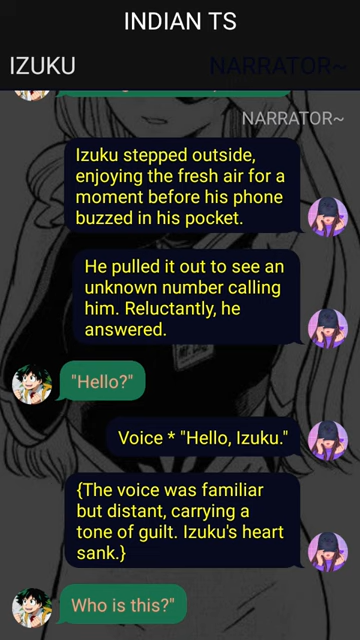 INDIAN TS
IZUKU
NARRATOR~
NARRATOR~
Izuku stepped outside,
enjoying the fresh air for a
moment before his phone
buzzed in his pocket.
He pulled it out to see an
unknown number calling
him. Reluctantly, he
answered.
"Hello?"
Voice * "Hello, Izuku."
{The voice was familiar
but distant, carrying a
tone of guilt. Izuku's heart
sank.}
Who is this?"